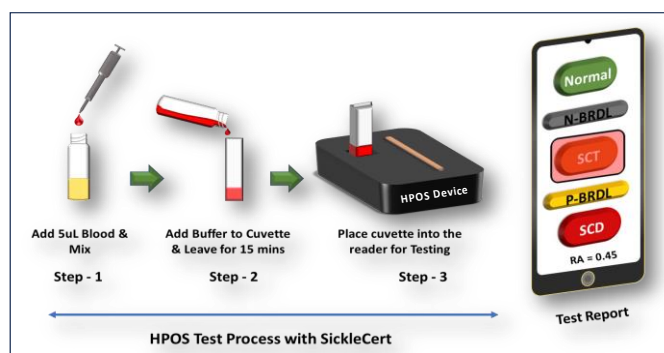 Add 5uL Blood &
Mix
Step - 1
Add Buffer to Cuvette
& Leave for 15 mins
Step - 2
HPOS Device
Place cuvette into the
reader for Testing
Step - 3
HPOS Test Process with SickleCert
Normal
N-BRDL
SCT
P-BRDL
SCD
RA = 0.45
Test Report